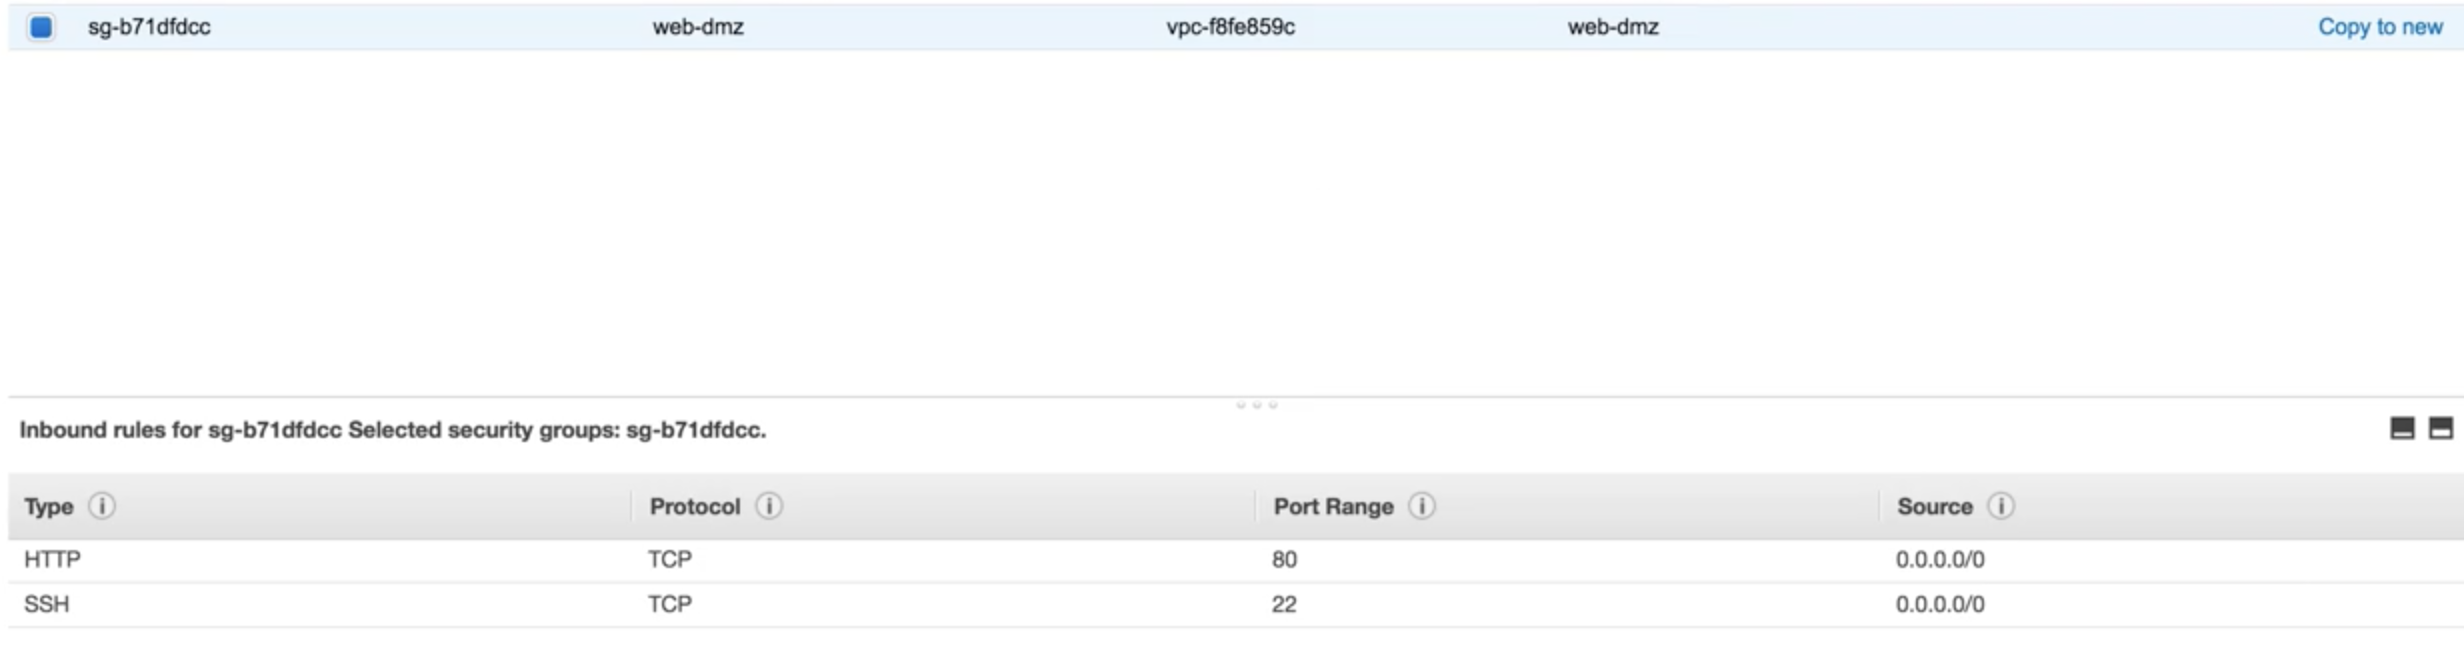 sg-b71dfdcc web-dmz vpc-f8fe859c web-dmz Copy to new
Inbound rules for sg-b71dfdcc Selected security groups: sg-b71dfdcc.
Type i Protocol i Port Range i Source i
HTTP TCP 80 0.0.0.0/0
SSH TCP 22 0.0.0.0/0